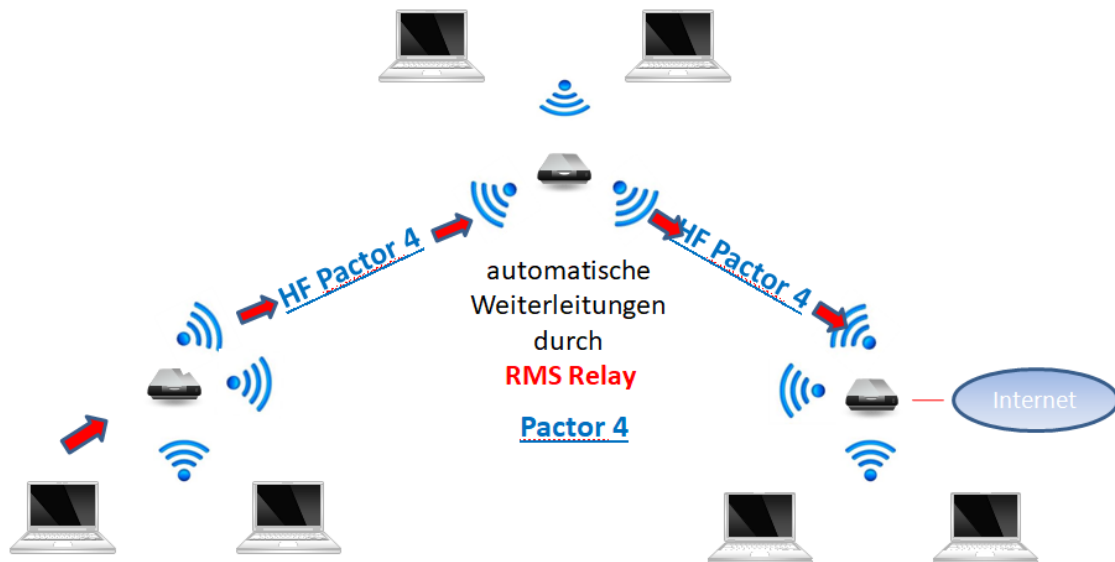 HF Pactor 4
HF Pactor 4
automatische
Weiterleitungen
durch
RMS Relay
Pactor 4
Internet